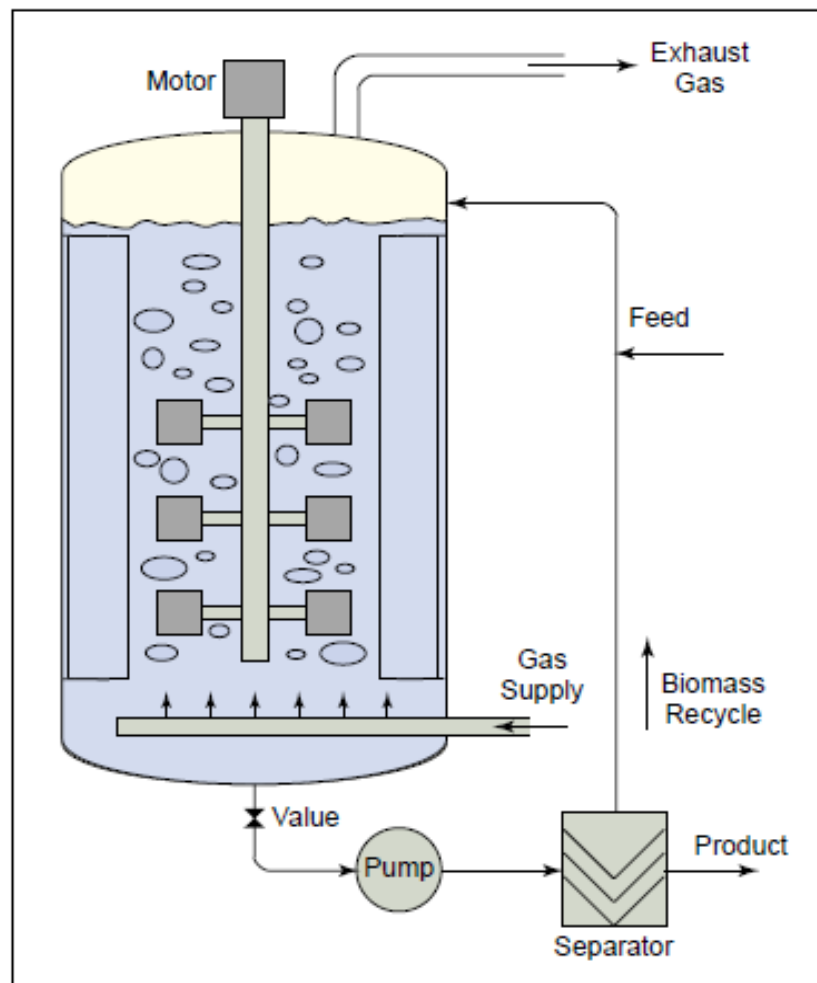 Motor
Exhaust
Gas
Feed
Gas
Supply
Biomass
Recycle
Value
Pump
Product
Separator